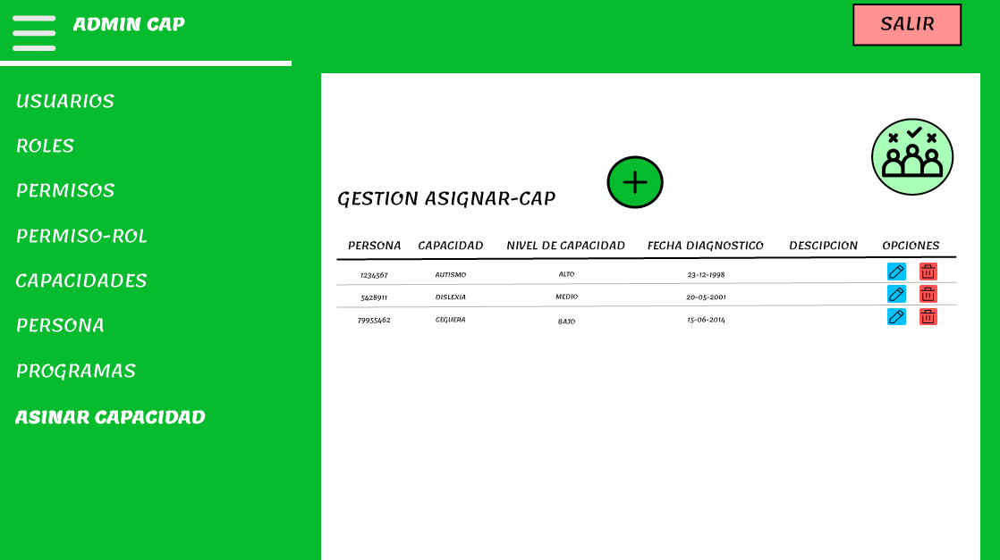 ADMIN CAP
SALIR
USUARIOS
ROLES
PERMISOS
PERMISO-ROL
CAPACIDADES
PERSONA
PROGRAMAS
ASINAR CAPACIDAD
GESTION ASIGNAR-CAP
PERSONA CAPACIDAD NIVEL DE CAPACIDAD FECHA DIAGNOSTICO DESCIPCION OPCIONES
1234567 AUTISMO ALTO 23-12-1998
5428911 DISLEXIA MEDIO 20-05-2001
79955462 CEGUERA BAJO 15-06-2014